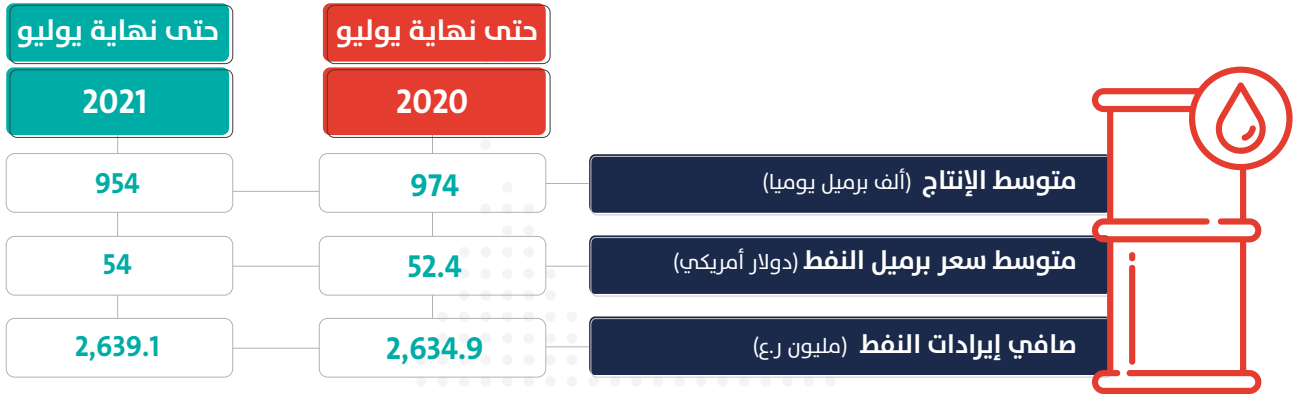 حتى نهاية يوليو
حتى نهاية يوليو
2020
2021
متوسط الإنتاج (ألف برميل يوميا)
974
954
متوسط سعر برميل النفط (دولار أمريكي)
52.4
54
صافي إيرادات النفط (مليون ر.ع)
2,634.9
2,639.1